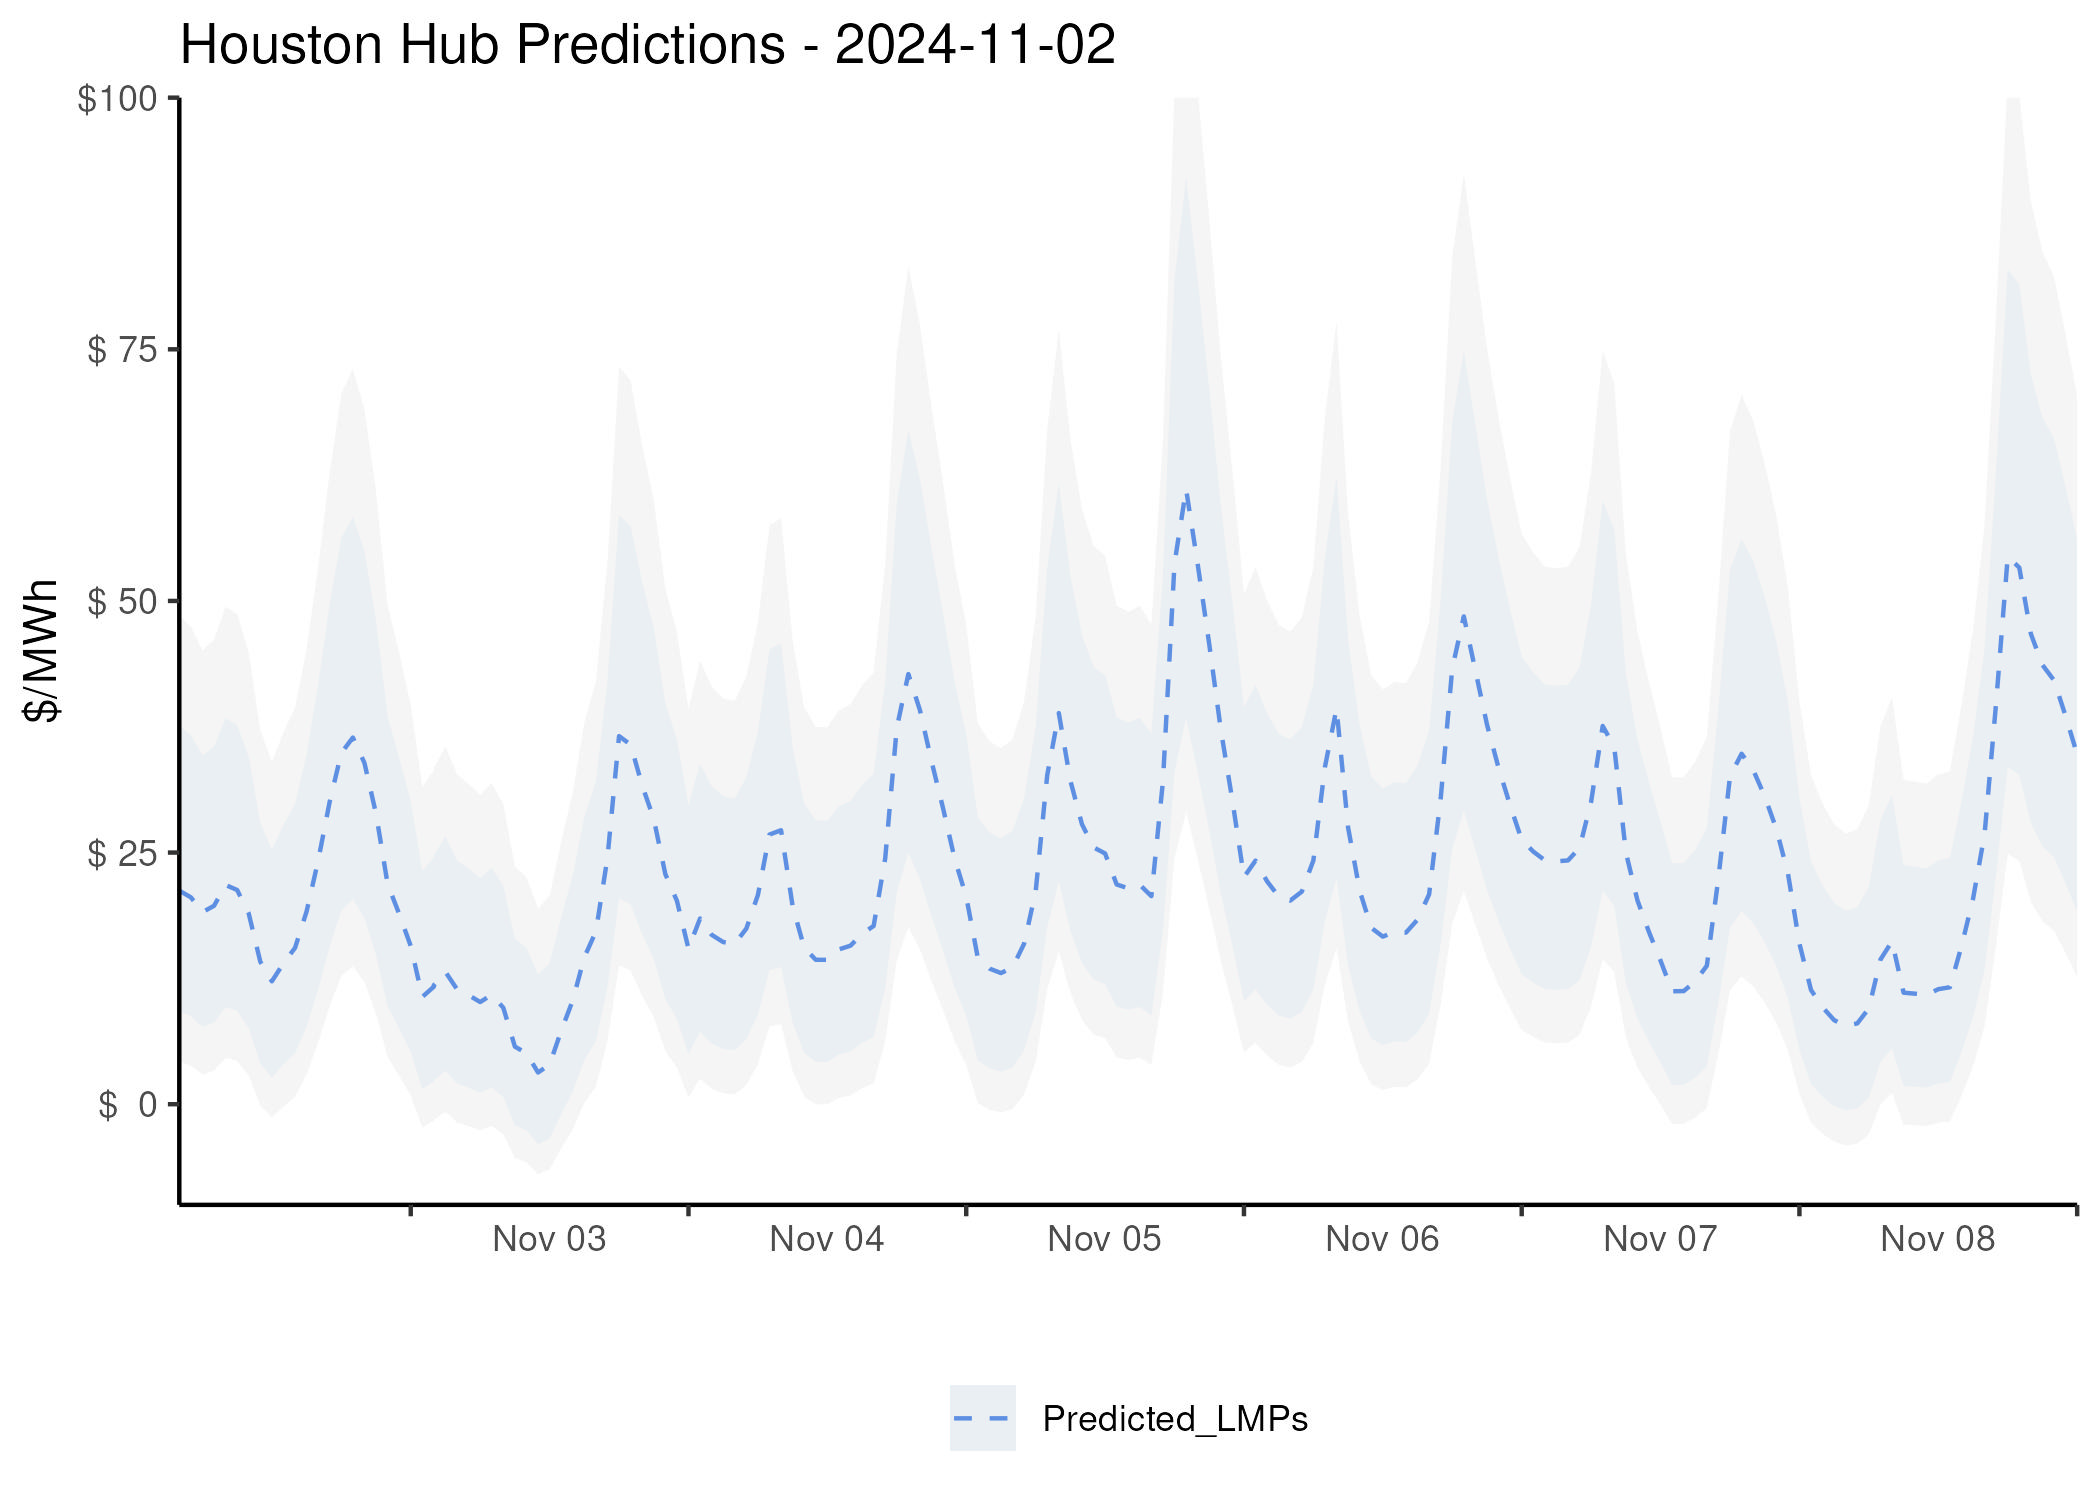 Houston Hub Predictions - 2024-11-02
$100
$ 75
$ 50
$ 25
$ 0
$/MWh
Nov 03 Nov 04 Nov 05 Nov 06 Nov 07 Nov 08
Predicted_LMPs